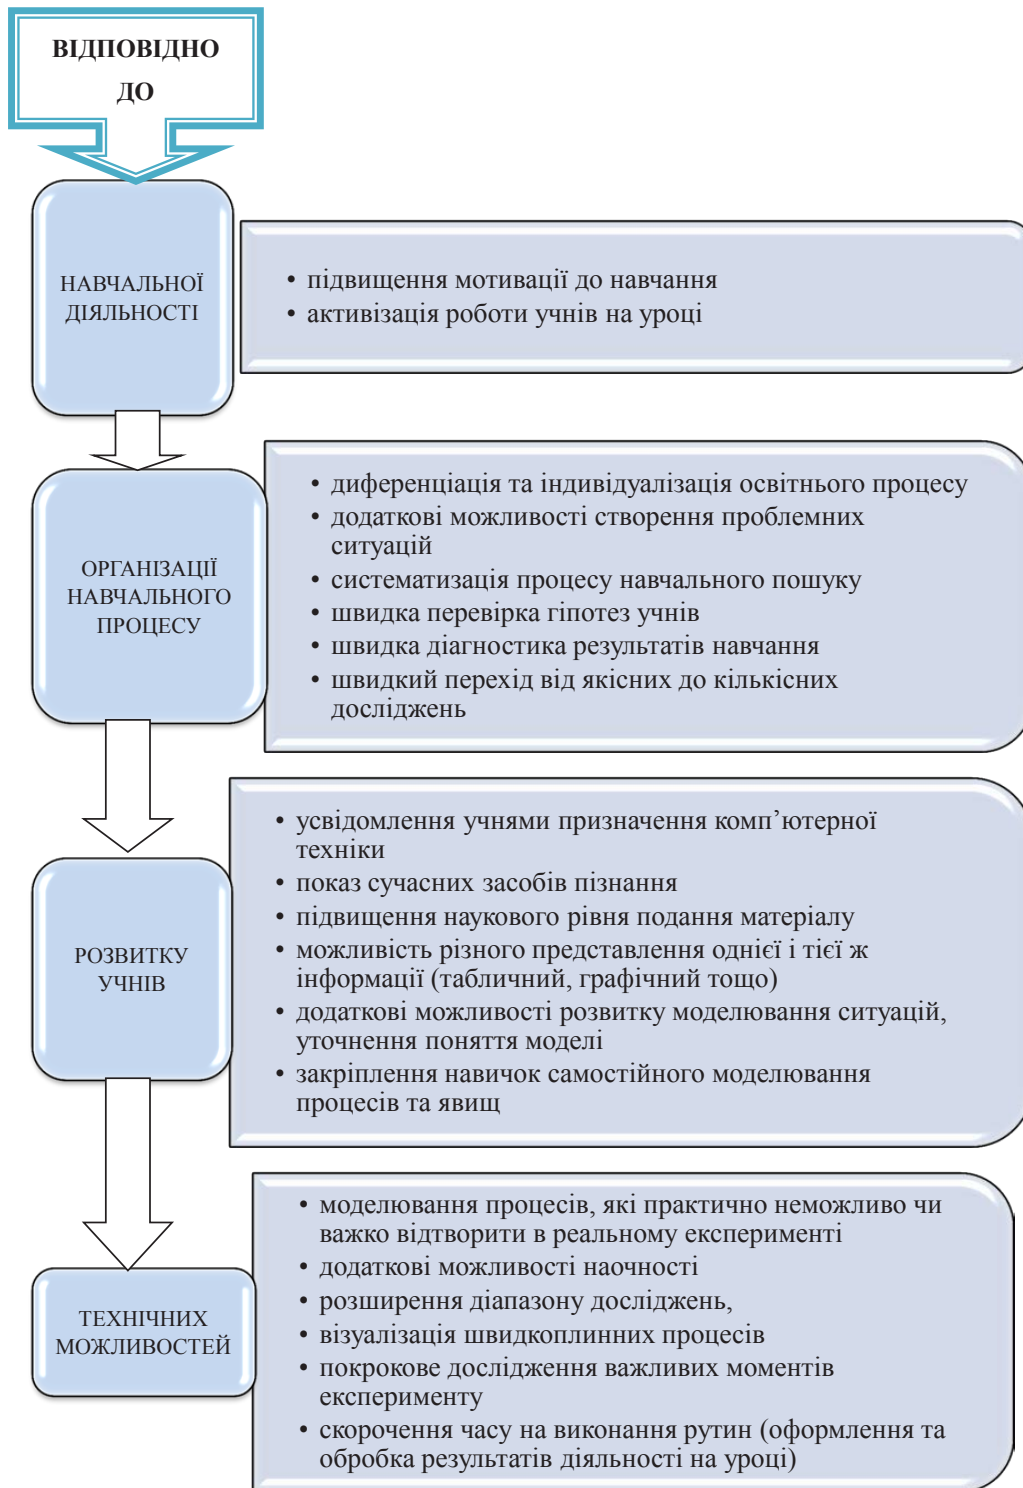 ВІДПОВІДНО
ДО
НАВЧАЛЬНОЇ
ДІЯЛЬНОСТІ
• підвищення мотивації до навчання
• активізація роботи учнів на уроці
ОРГАНІЗАЦІЇ
НАВЧАЛЬНОГО
ПРОЦЕСУ
• диференціація та індивідуалізація освітнього процесу
• додаткові можливості створення проблемних
ситуацій
• систематизація процесу навчального пошуку
• швидка перевірка гіпотез учнів
• швидка діагностика результатів навчання
• швидкий перехід від якісних до кількісних
досліджень
РОЗВИТКУ
УЧНІВ
• усвідомлення учнями призначення комп’ютерної
техніки
• показ сучасних засобів пізнання
• підвищення наукового рівня подання матеріалу
• можливість різного представлення однієї і тієї ж
інформації (табличний, графічний тощо)
• додаткові можливості розвитку моделювання ситуацій,
уточнення поняття моделі
• закріплення навичок самостійного моделювання
процесів та явищ
ТЕХНІЧНИХ
МОЖЛИВОСТЕЙ
• моделювання процесів, які практично неможливо чи
важко відтворити в реальному експерименті
• додаткові можливості наочності
• розширення діапазону досліджень,
• візуалізація швидкоплинних процесів
• покрокове дослідження важливих моментів
експерименту
• скорочення часу на виконання рутин (оформлення та
обробка результатів діяльності на уроці)